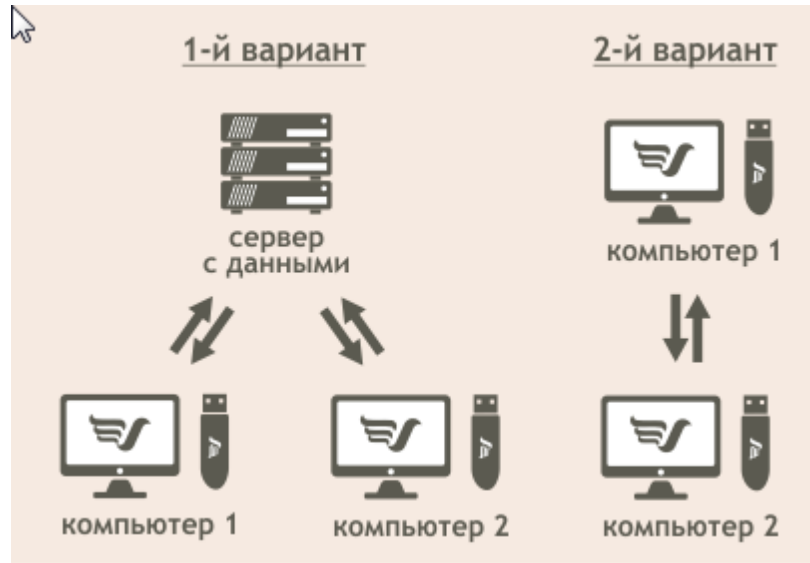 1-й вариант
2-й вариант
сервер
с данными
компьютер 1
компьютер 1
компьютер 2
компьютер 2